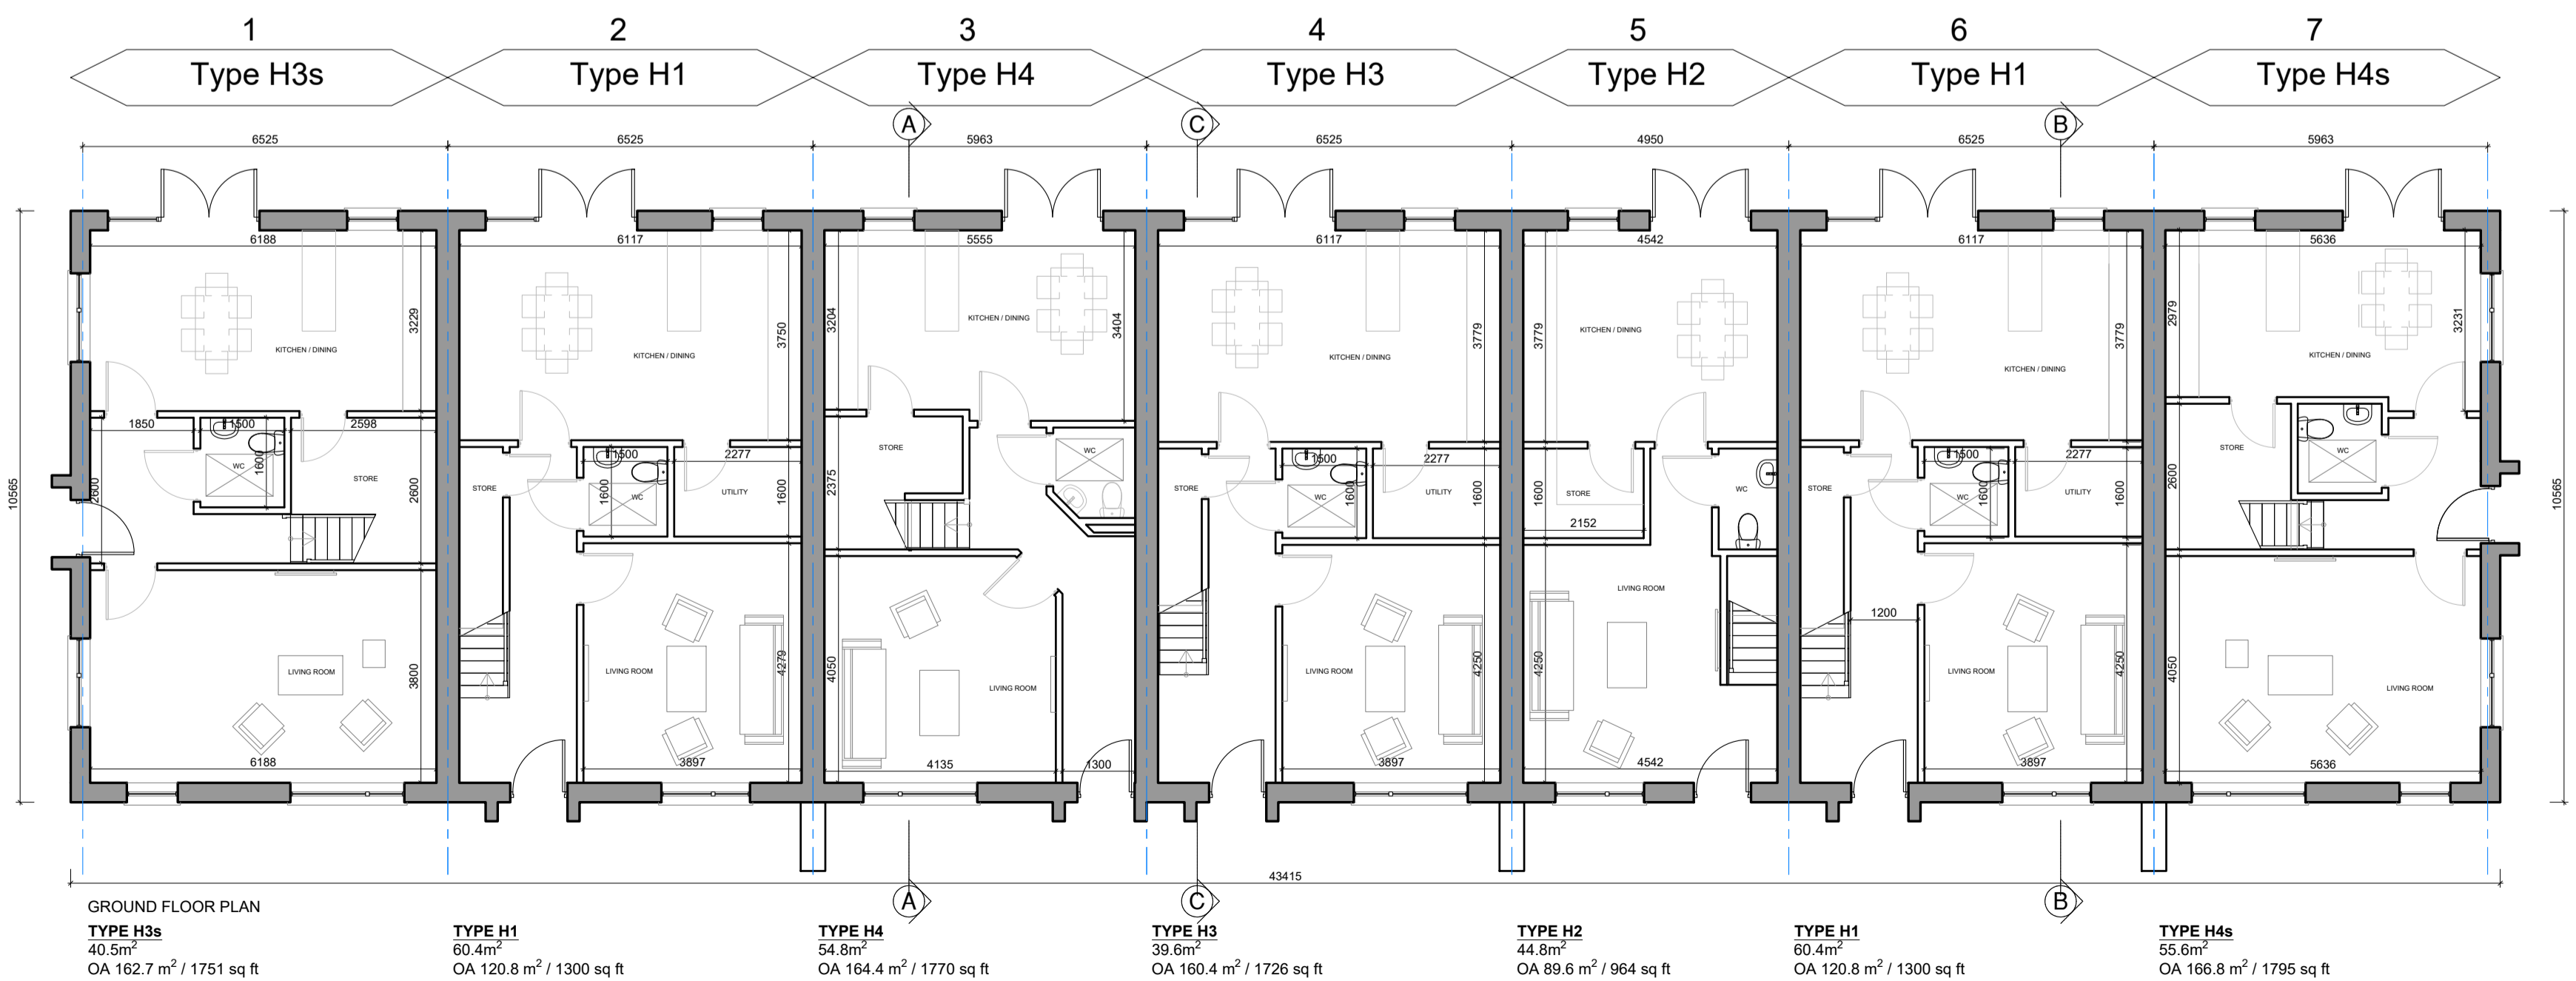 1
2
3
4
5
6
7
Type H3s
Type H1
Type H4
Type H3
Type H2
Type H1
Type H4s
A
C
B
6525
6525
5963
6525
4950
6525
5963
6188
6117
5555
6117
4542
6117
5636
10565
3229
KITCHEN / DINING
1850
1500
2598
WC
1600
STORE
2600
2600
LIVING ROOM
3800
6188
3750
KITCHEN / DINING
STORE
1500
WC
1600
2277
UTILITY
1600
LIVING ROOM
4279
3897
3204
KITCHEN / DINING
3404
STORE
WC
2375
4050
LIVING ROOM
4135
1300
KITCHEN / DINING
3779
STORE
1500
WC
1600
2277
UTILITY
1600
LIVING ROOM
4250
3897
3779
KITCHEN / DINING
1600
STORE
2152
WC
LIVING ROOM
4250
4542
KITCHEN / DINING
3779
STORE
1500
WC
1600
2277
UTILITY
1600
1200
LIVING ROOM
4250
3897
2979
KITCHEN / DINING
3231
STORE
WC
2600
4050
LIVING ROOM
5636
10565
43415
A
C
B
GROUND FLOOR PLAN
TYPE H3s
40.5m²
OA 162.7 m² / 1751 sq ft
TYPE H1
60.4m²
OA 120.8 m² / 1300 sq ft
TYPE H4
54.8m²
OA 164.4 m² / 1770 sq ft
TYPE H3
39.6m²
OA 160.4 m² / 1726 sq ft
TYPE H2
44.8m²
OA 89.6 m² / 964 sq ft
TYPE H1
60.4m²
OA 120.8 m² / 1300 sq ft
TYPE H4s
55.6m²
OA 166.8 m² / 1795 sq ft